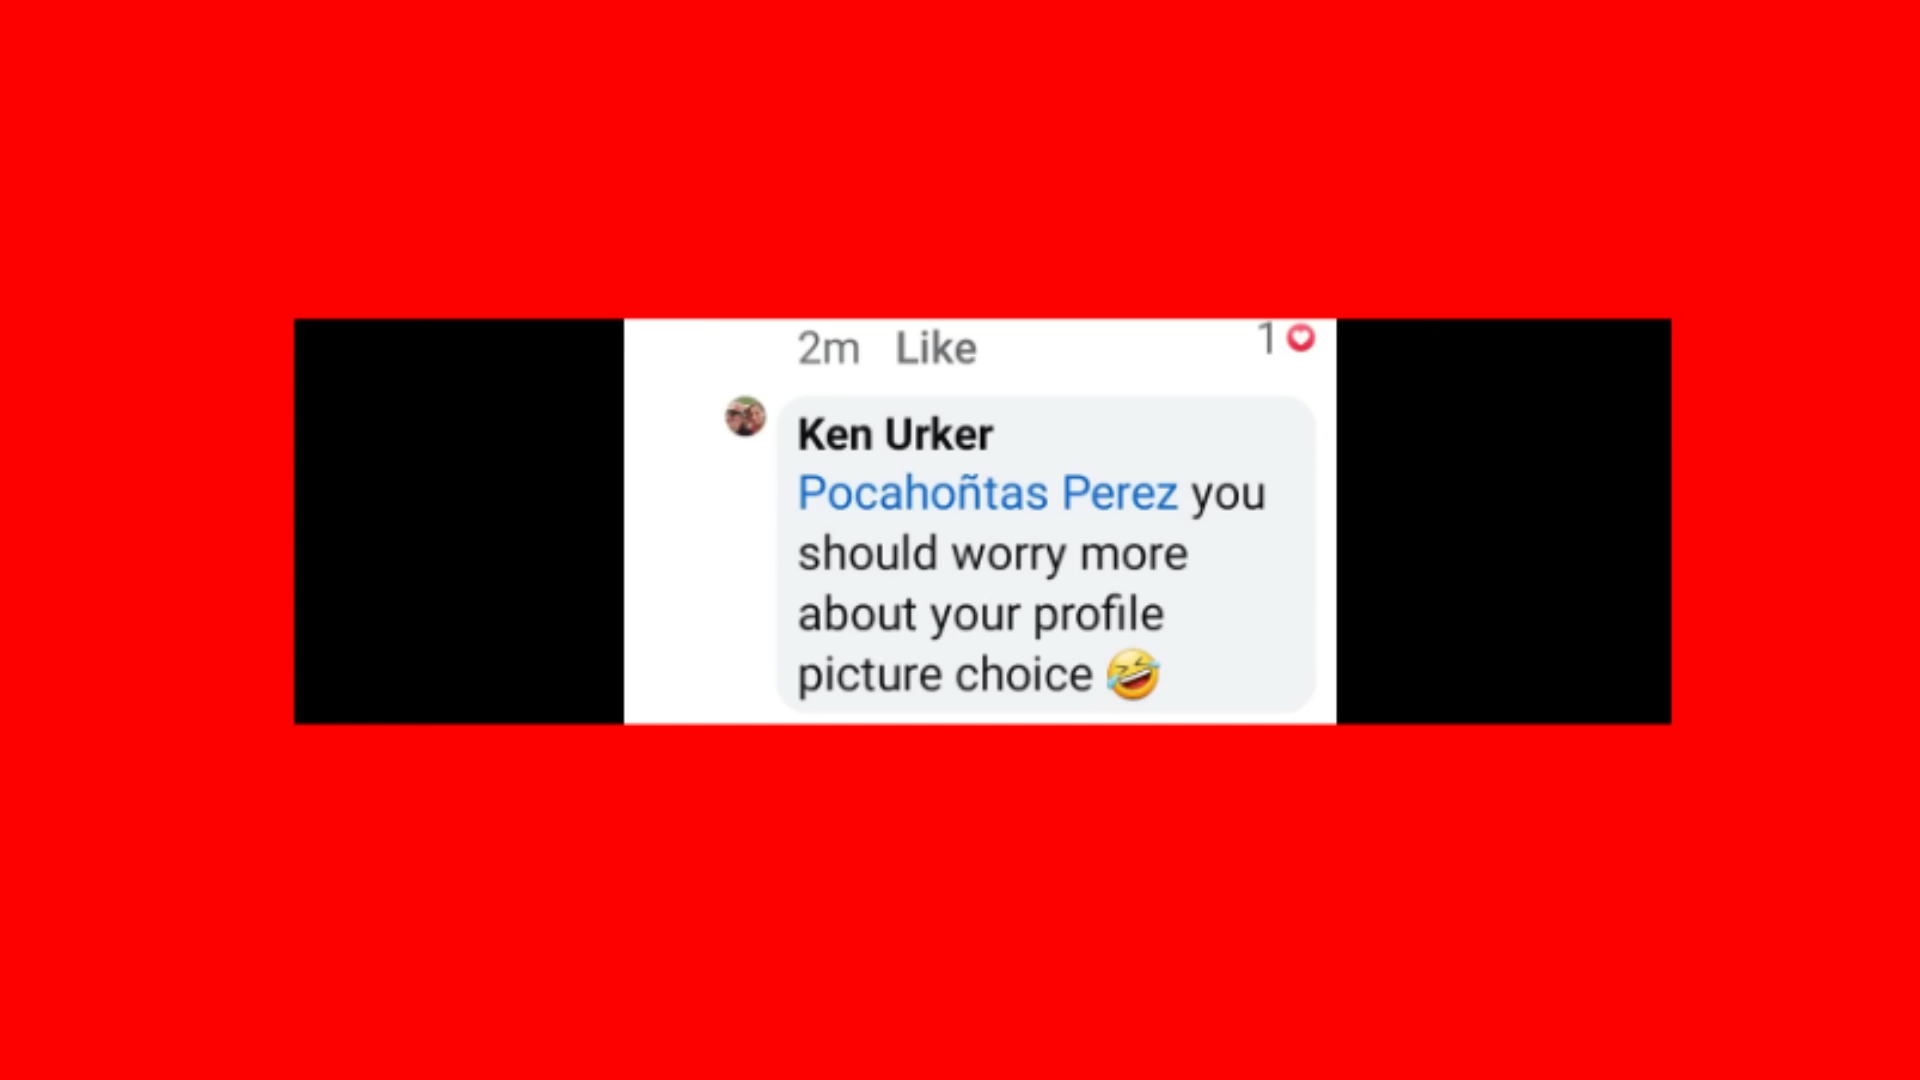 2m Like 1
Ken Urker
Pocahoñtas Perez you
should worry more
about your profile
picture choice 🤣